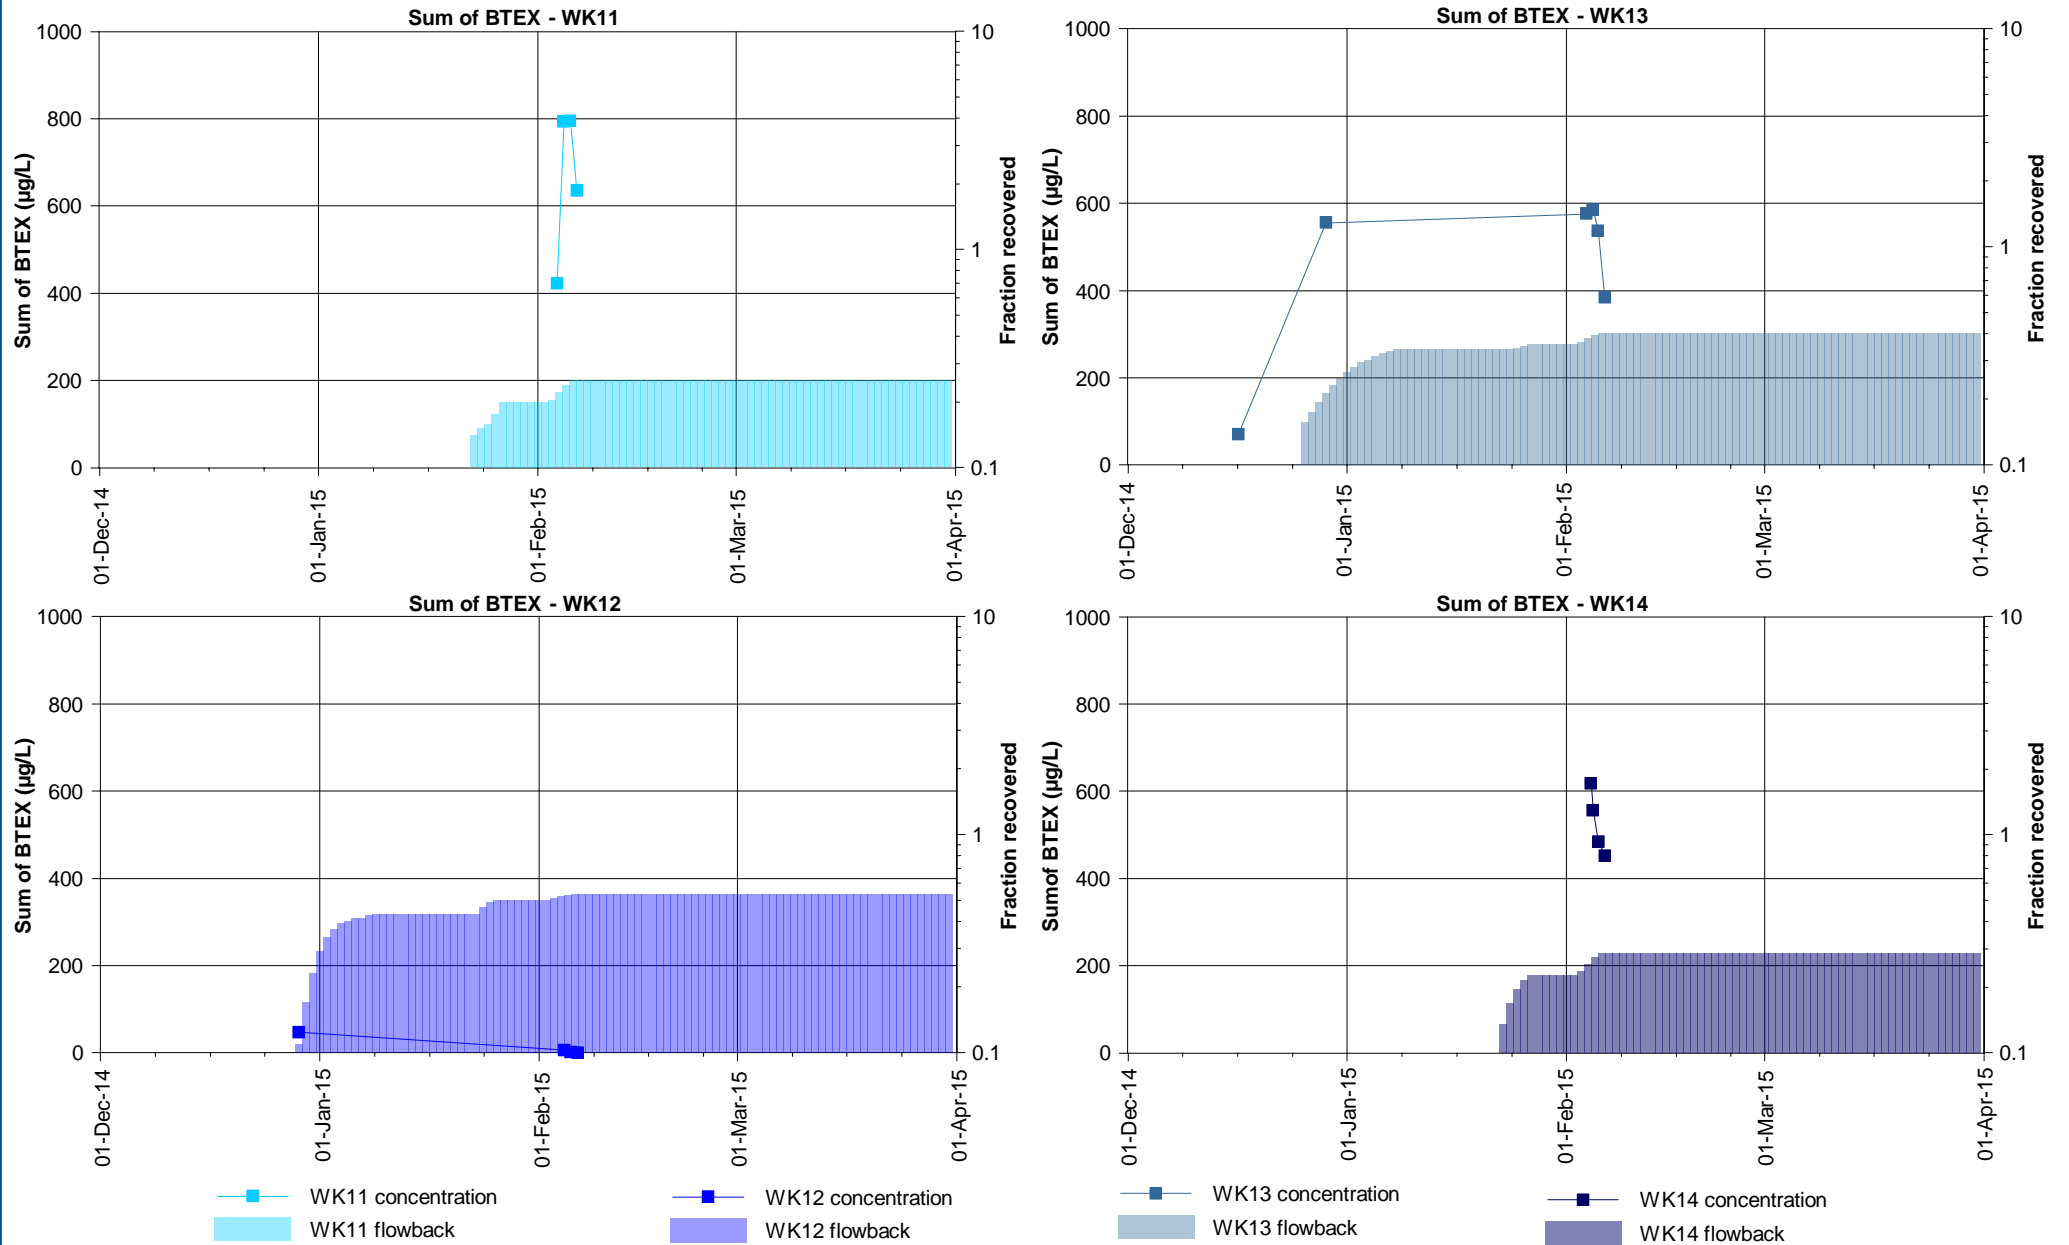 Sum of BTEX - WK11
1000
800
600
400
200
0
Sum of BTEX (µg/L)
10
1
0.1
Fraction recovered
01-Dec-14
01-Jan-15
01-Feb-15
01-Mar-15
01-Apr-15
Sum of BTEX - WK13
1000
800
600
400
200
0
Sum of BTEX (µg/L)
10
1
0.1
Fraction recovered
01-Dec-14
01-Jan-15
01-Feb-15
01-Mar-15
01-Apr-15
Sum of BTEX - WK12
1000
800
600
400
200
0
Sum of BTEX (µg/L)
10
1
0.1
Fraction recovered
01-Dec-14
01-Jan-15
01-Feb-15
01-Mar-15
01-Apr-15
Sum of BTEX - WK14
1000
800
600
400
200
0
Sumof BTEX (µg/L)
10
1
0.1
Fraction recovered
01-Dec-14
01-Jan-15
01-Feb-15
01-Mar-15
01-Apr-15
WK11 concentration
WK11 flowback
WK12 concentration
WK12 flowback
WK13 concentration
WK13 flowback
WK14 concentration
WK14 flowback